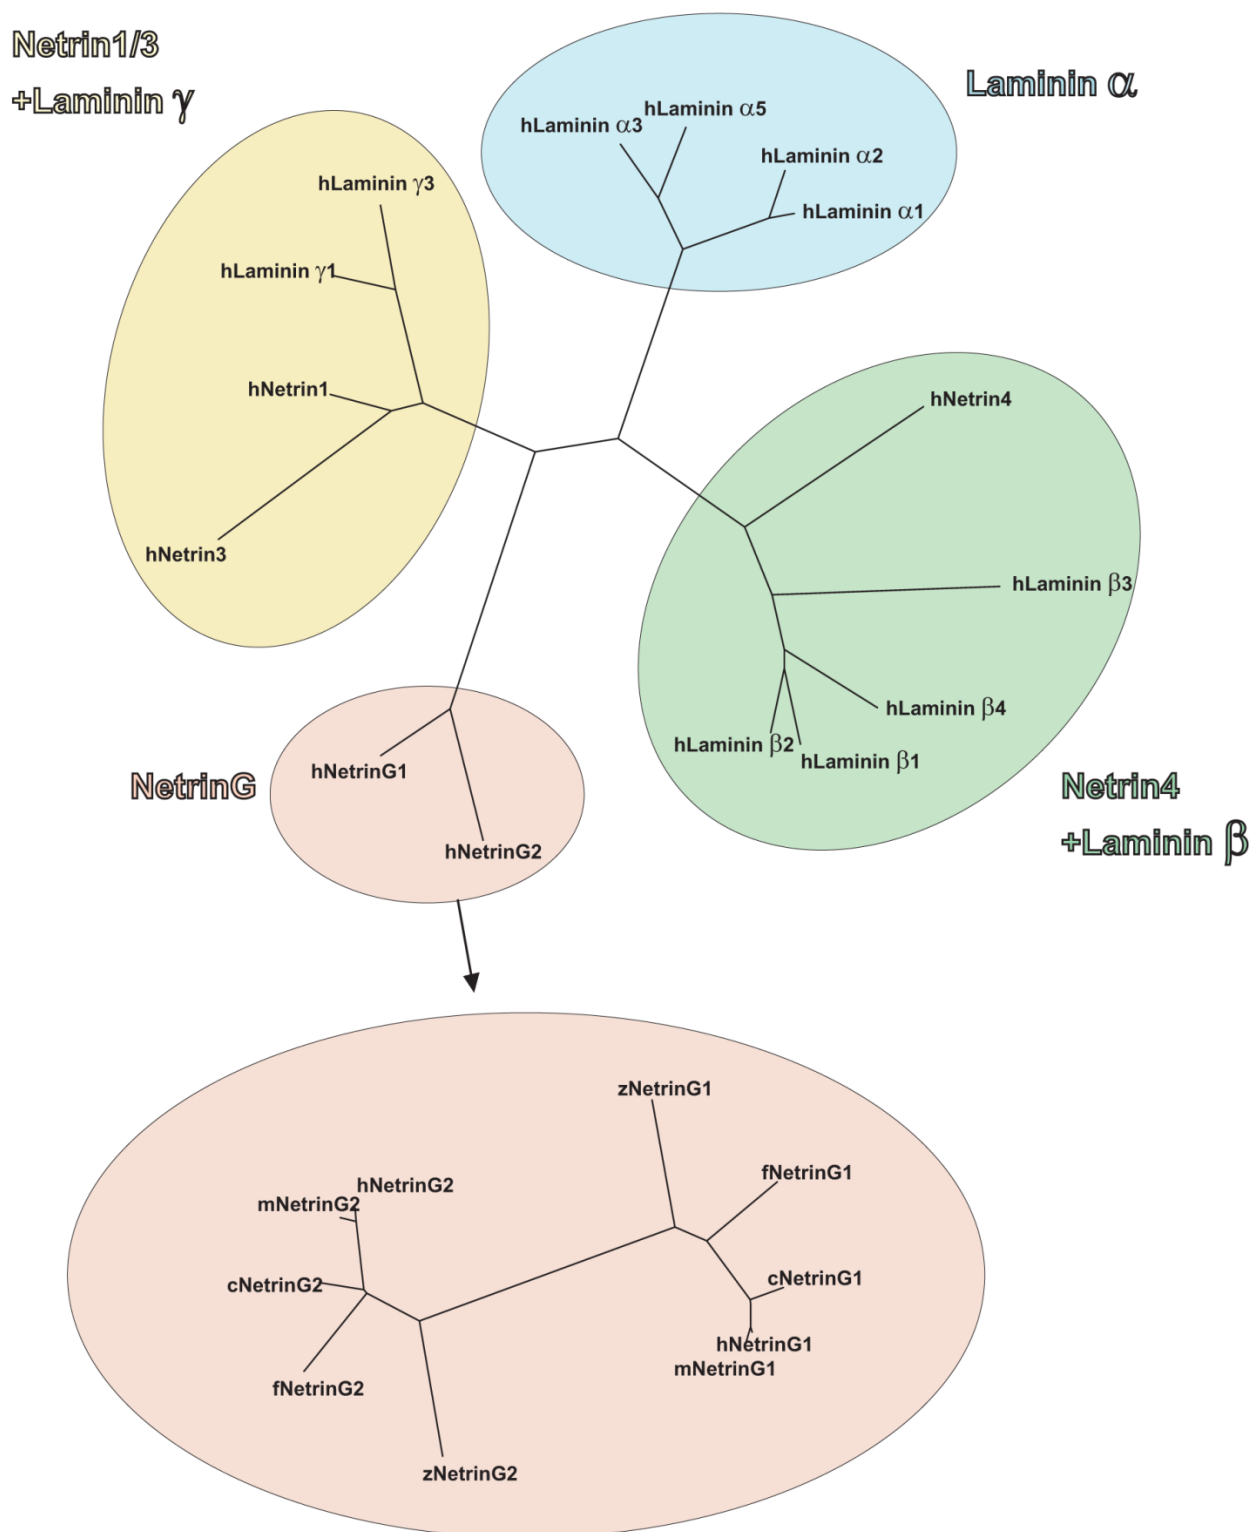 Netrin1/3
+Laminin γ
Laminin α
hLaminin α5
hLaminin α3
hLaminin α2
hLaminin α1
hLaminin γ3
hLaminin γ1
hNetrin1
hNetrin3
hNetrin4
hLaminin β3
hLaminin β4
hLaminin β2
hLaminin β1
Netrin4
+Laminin β
NetrinG
hNetrinG1
hNetrinG2
zNetrinG1
fNetrinG1
hNetrinG2
mNetrinG2
cNetrinG2
cNetrinG1
hNetrinG1
mNetrinG1
fNetrinG2
zNetrinG2